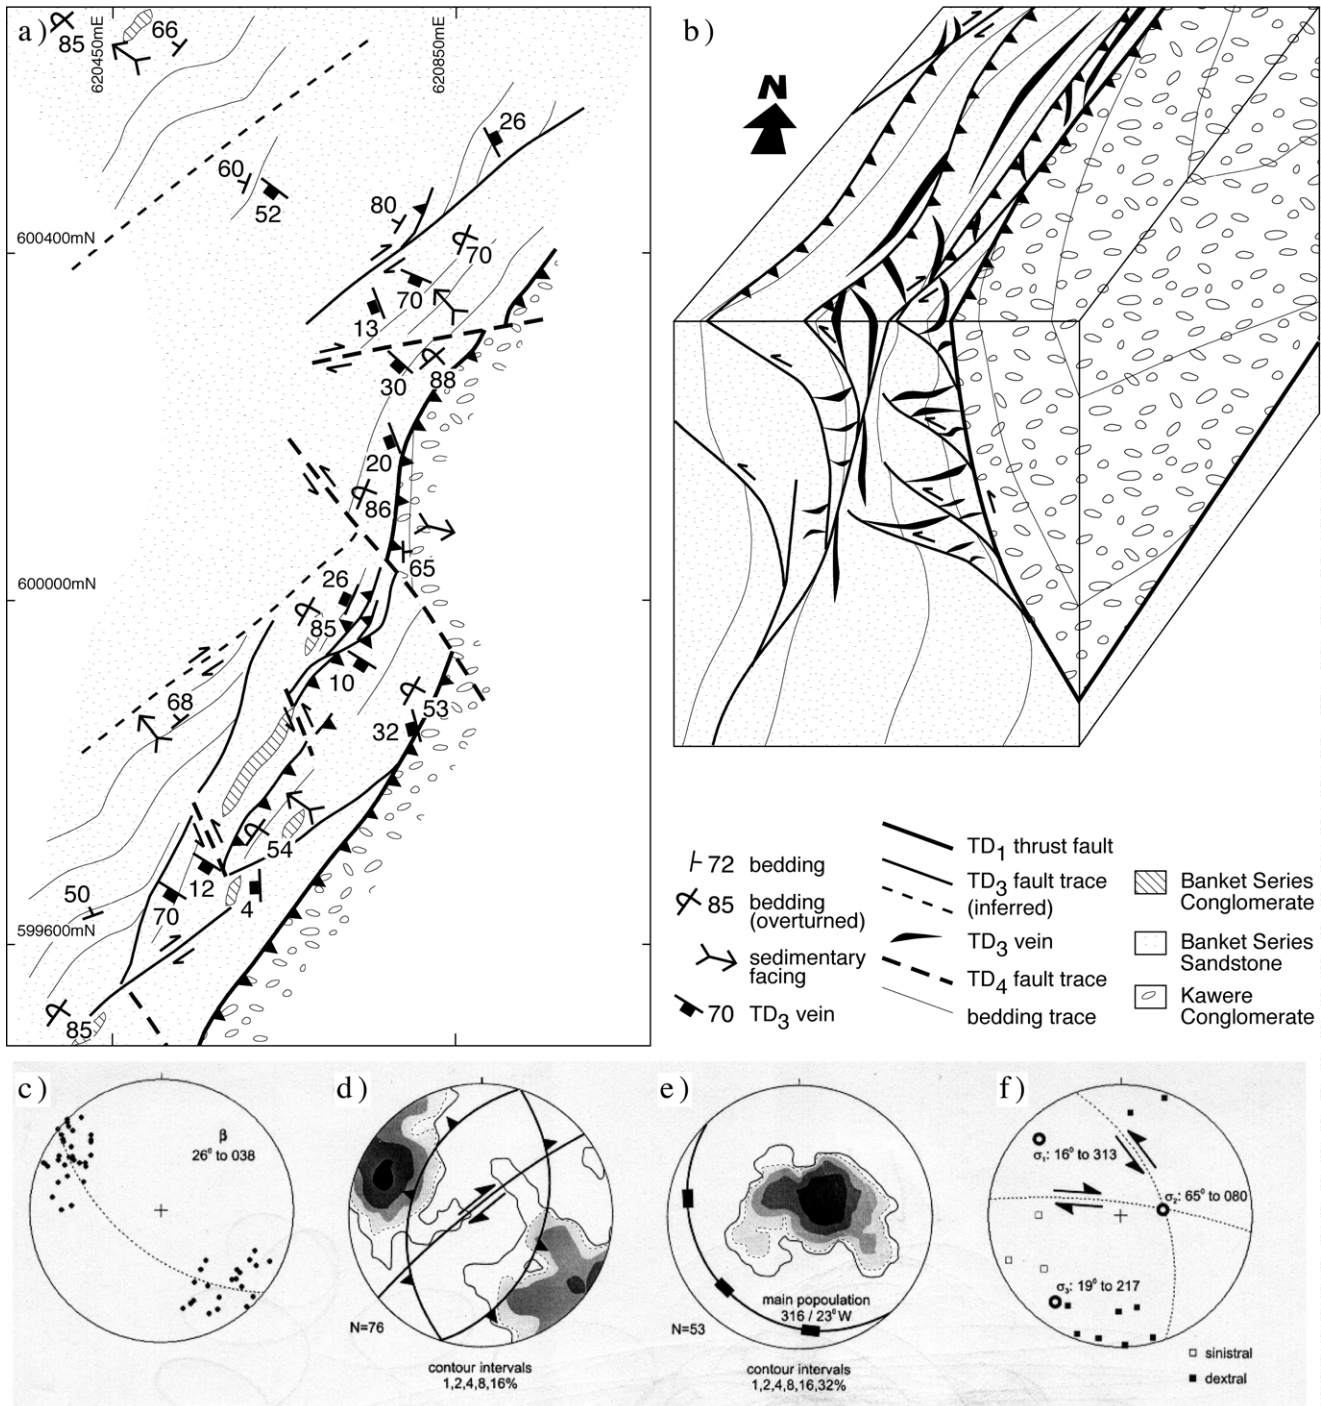 a)
85
66
620450mE
620850mE
26
60
52
80
70
600400mN
70
13
30
88
20
86
65
600000mN
26
85
10
68
53
32
54
12
50
70
4
599600mN
85
b)
N
72 bedding
85 bedding
(overturned)
sedimentary
facing
70 TD3 vein
TD1 thrust fault
TD3 fault trace
(inferred)
TD3 vein
TD4 fault trace
bedding trace
Banket Series
Conglomerate
Banket Series
Sandstone
Kawere
Conglomerate
c)
β
26° to 038
d)
N=76
contour intervals
1,2,4,8,16%
e)
main popoulation
316 / 23°W
N=53
contour intervals
1,2,4,8,16,32%
f)
σ1: 16° to 313
σ2: 65° to 080
σ3: 19° to 217
sinistral
dextral